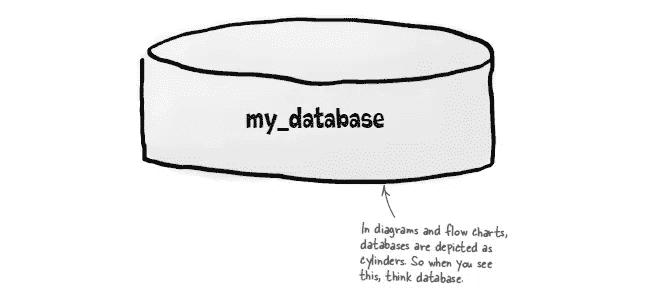 my_database
In diagrams and flow charts,
databases are depicted as
cylinders. So when you see
this, think database.